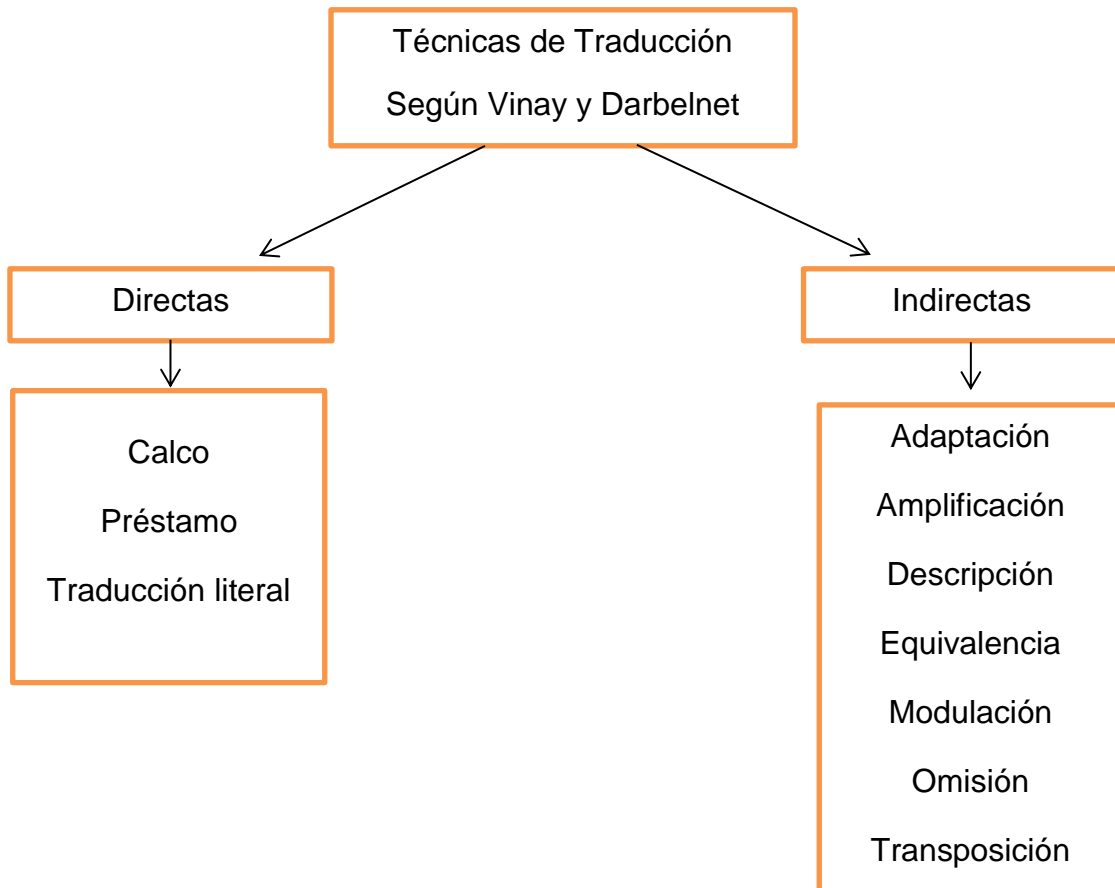 Técnicas de Traducción
Según Vinay y Darbelnet
Directas
Indirectas
Calco
Préstamo
Traducción literal
Adaptación
Amplificación
Descripción
Equivalencia
Modulación
Omisión
Transposición